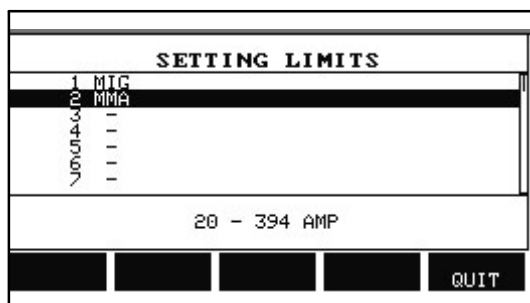 SETTING LIMITS
1 MIG
2 MMA
3 -
4 -
5 -
6 -
7 -
20 - 394 AMP
QUIT